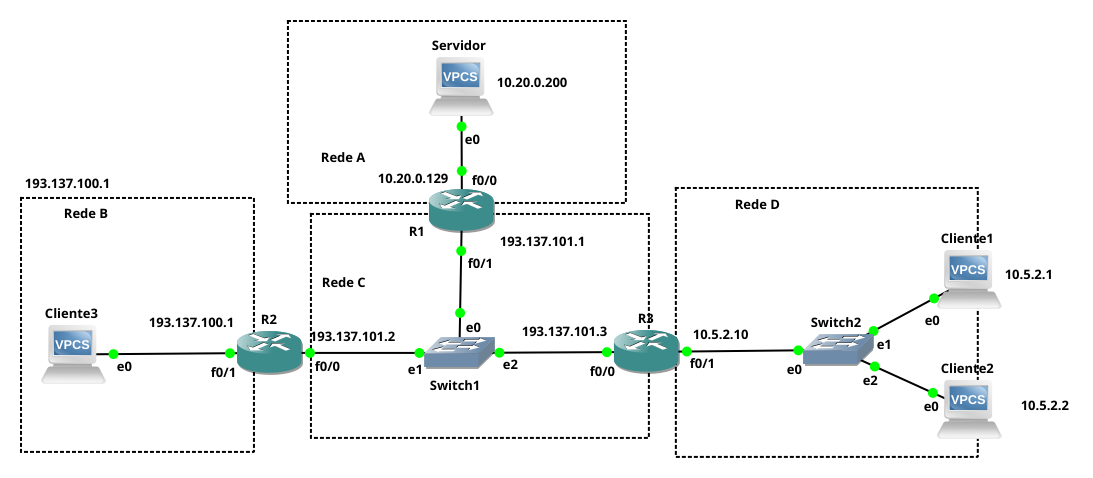 Servidor
VPCS
10.20.0.200
e0
Rede A
10.20.0.129
f0/0
R1
193.137.101.1
f0/1
193.137.100.1
Rede B
Cliente3
VPCS
e0
193.137.100.1
f0/1
R2
193.137.101.2
f0/0
Rede C
e0
e1
Switch1
e2
193.137.101.3
f0/0
R3
10.5.2.10
f0/1
Rede D
Switch2
e0
e1
e2
Cliente1
VPCS
10.5.2.1
e0
Cliente2
VPCS
10.5.2.2
e0